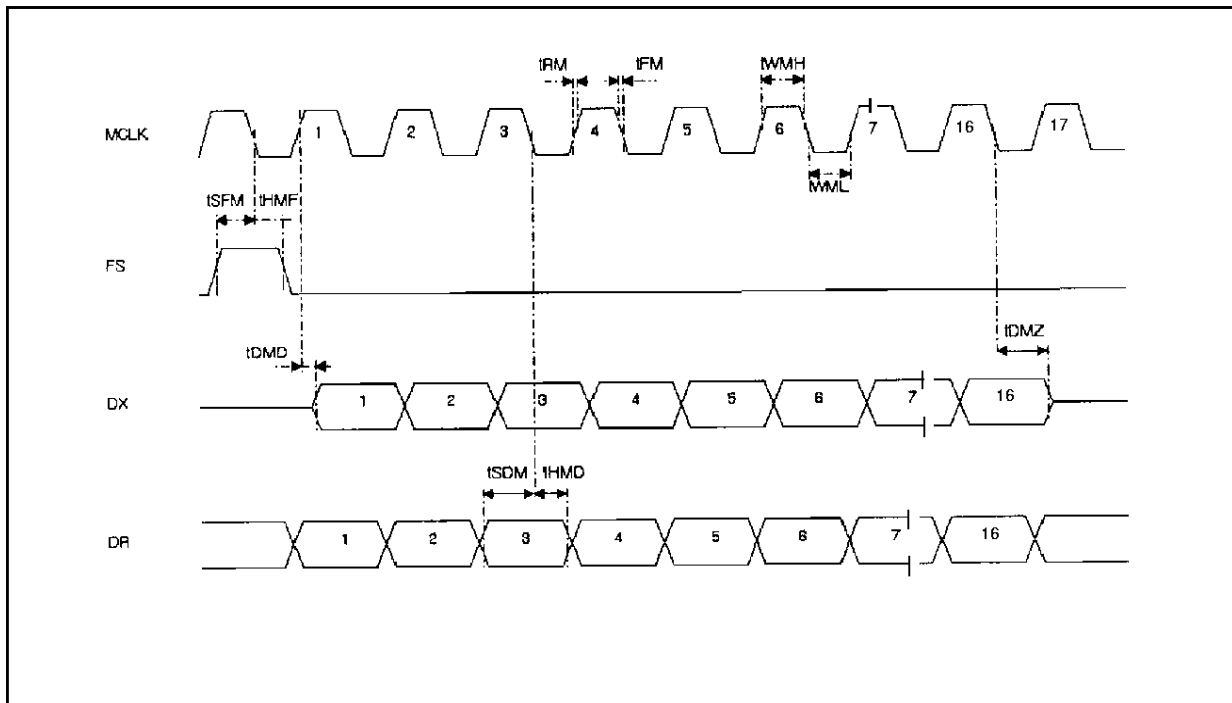 tRM tFM tWMH
MCLK 1 2 3 4 5 6 7 16 17
tWML
tSFM tHMF
FS
tDMD tDMZ
DX 1 2 3 4 5 6 7 16
tSDM tHMD
DR 1 2 3 4 5 6 7 16